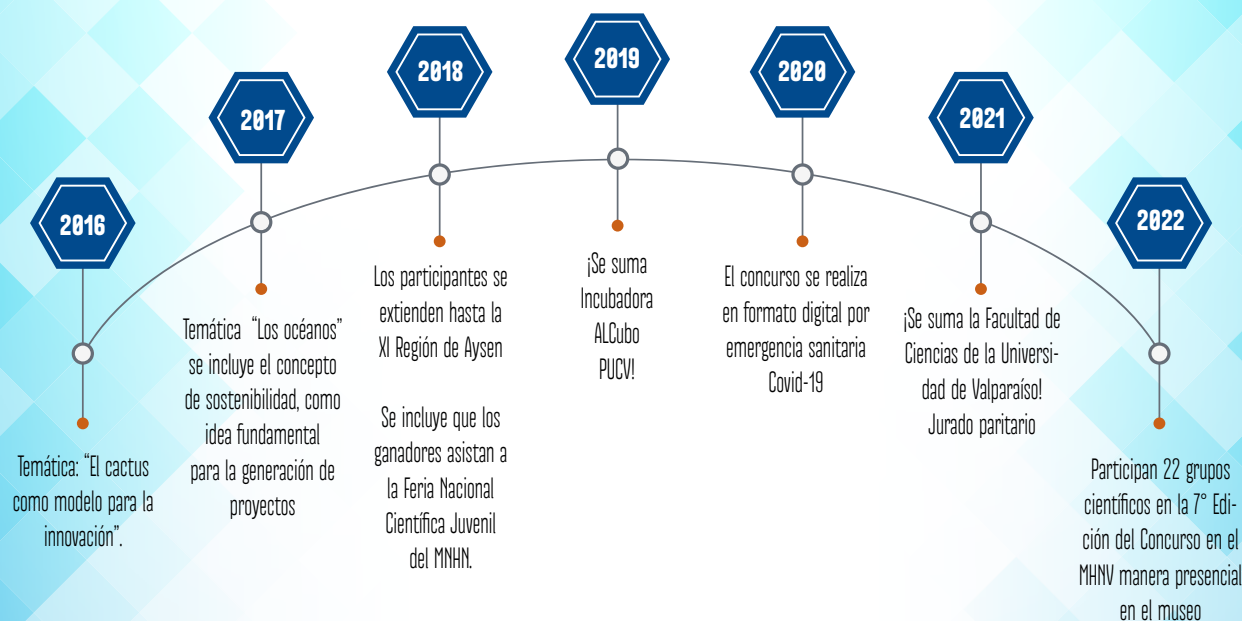 2016
Temática: “El cactus
como modelo para la
innovación”.
2017
Temática “Los océanos”
se incluye el concepto
de sostenibilidad, como
idea fundamental
para la generación de
proyectos
2018
Los participantes se
extienden hasta la
XI Región de Aysen
Se incluye que los
ganadores asistan a
la Feria Nacional
Científica Juvenil
del MNHN.
2019
¡Se suma
Incubadora
ALCubo
PUCV!
2020
El concurso se realiza
en formato digital por
emergencia sanitaria
Covid-19
2021
¡Se suma la Facultad de
Ciencias de la Universi-
dad de Valparaíso!
Jurado paritario
2022
Participan 22 grupos
científicos en la 7° Edi-
ción del Concurso en el
MHNV manera presencial
en el museo